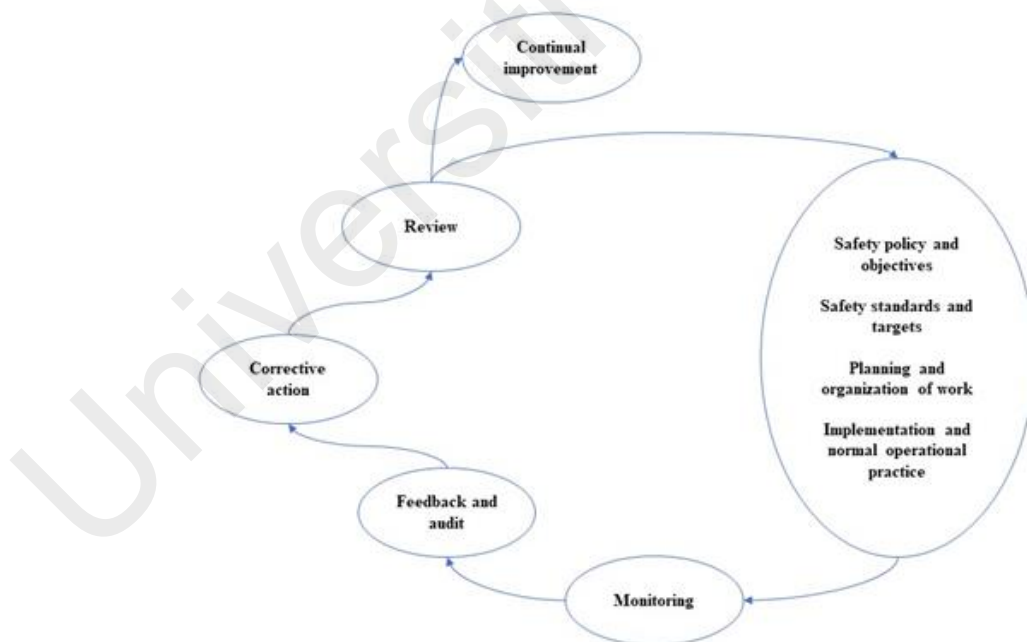 Continual
improvement
Review
Safety policy and
objectives
Safety standards and
targets
Planning and
organization of work
Implementation and
normal operational
practice
Corrective
action
Feedback and
audit
Monitoring
Universiti